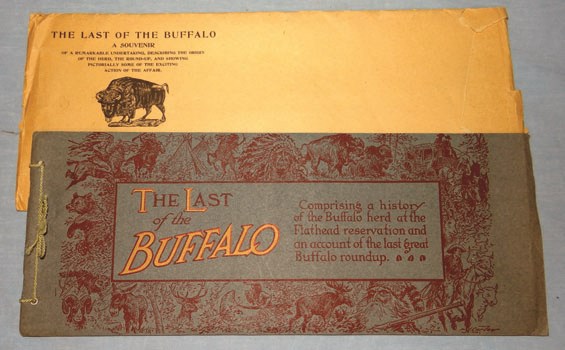 THE LAST OF THE BUFFALO
A SOUVENIR
OF A REMARKABLE UNDERTAKING, DESCRIBING THE ORIGIN
OF THE HERD, THE ROUND-UP, AND SHOWING
PICTORIALLY SOME OF THE EXCITING
ACTION OF THE AFFAIR.
THE LAST
of the
BUFFALO
Comprising a history
of the Buffalo herd at the
Flathead reservation and
an account of the last great
Buffalo roundup.